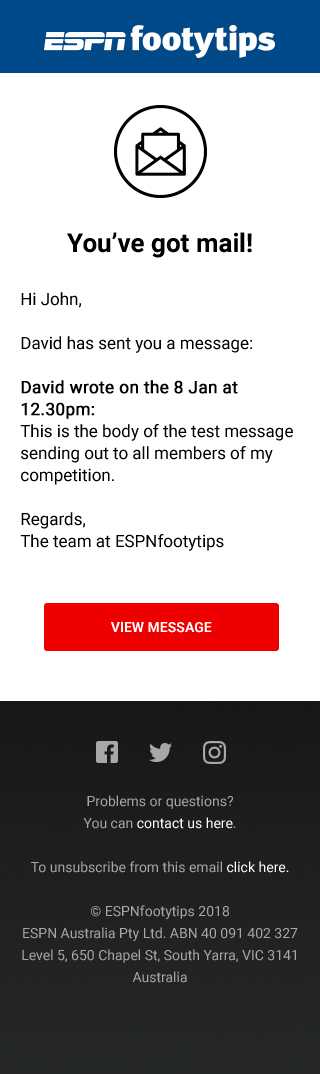 ESPN footytips
You’ve got mail!
Hi John,
David has sent you a message:
David wrote on the 8 Jan at
12.30pm:
This is the body of the test message
sending out to all members of my
competition.
Regards,
The team at ESPNfootytips
VIEW MESSAGE
Problems or questions?
You can contact us here.
To unsubscribe from this email click here.
© ESPNfootytips 2018
ESPN Australia Pty Ltd. ABN 40 091 402 327
Level 5, 650 Chapel St, South Yarra, VIC 3141
Australia